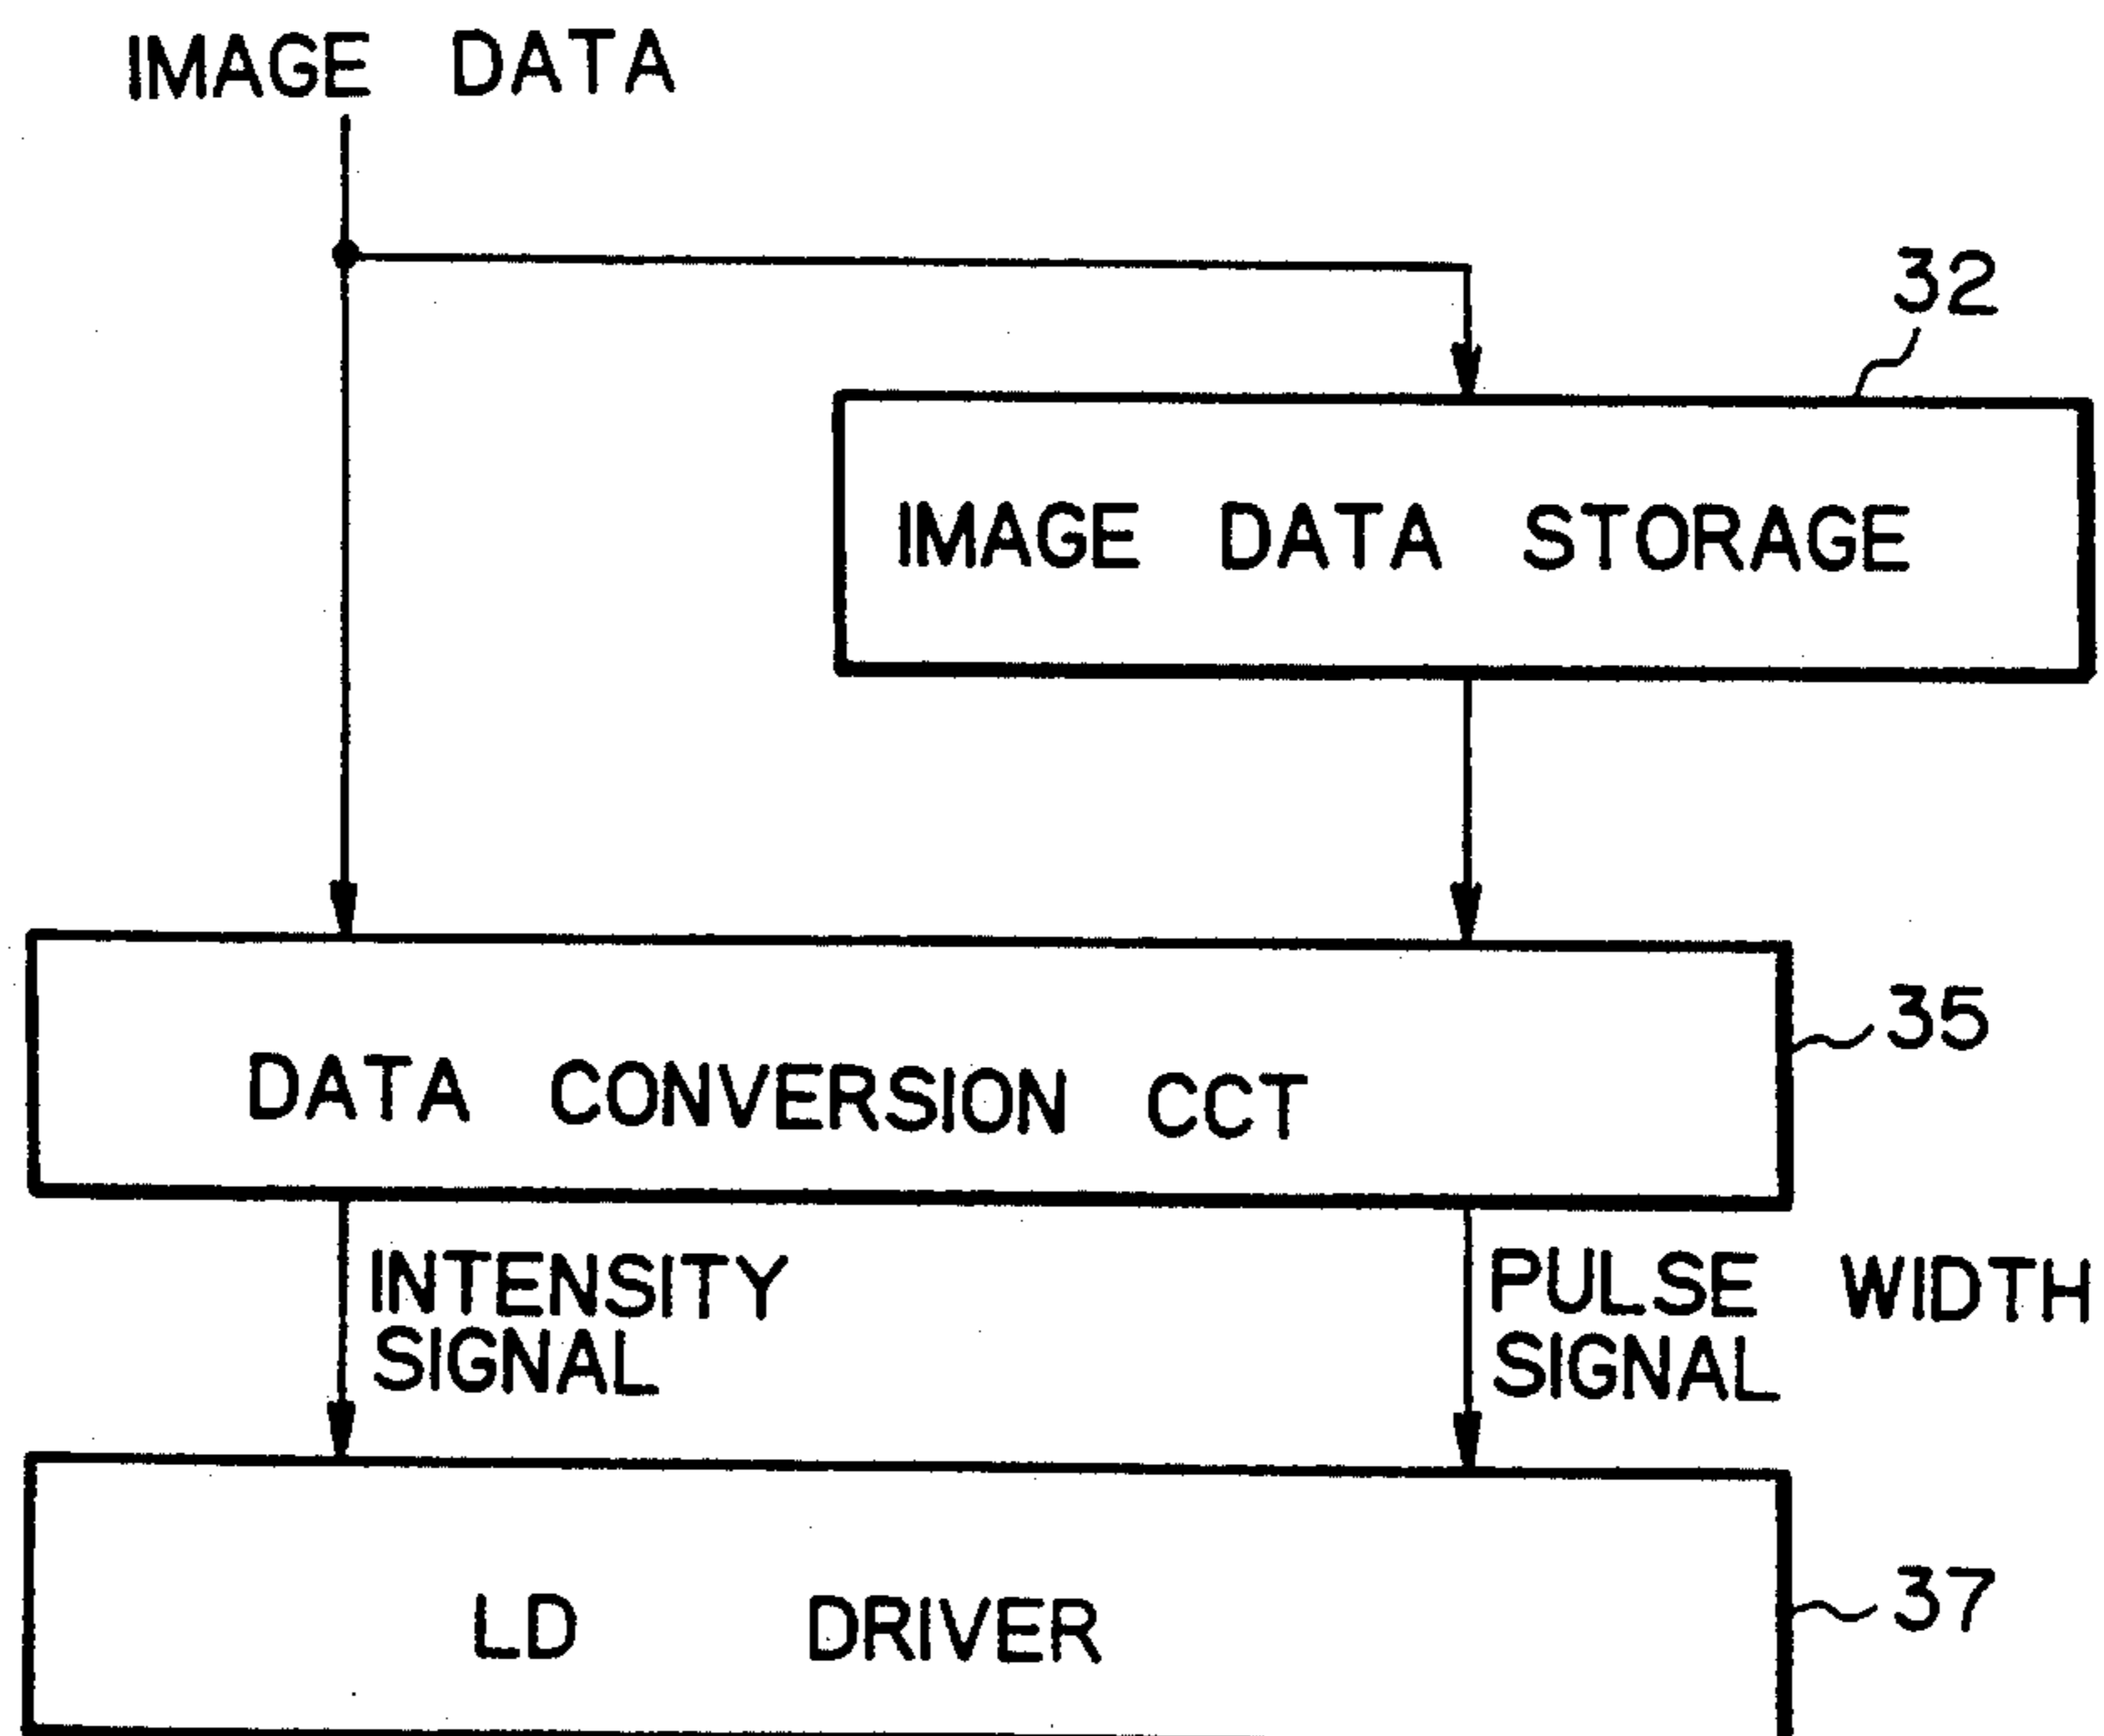 IMAGE DATA
32
IMAGE DATA STORAGE
35
DATA CONVERSION CCT
INTENSITY
SIGNAL
PULSE WIDTH
SIGNAL
37
LD DRIVER